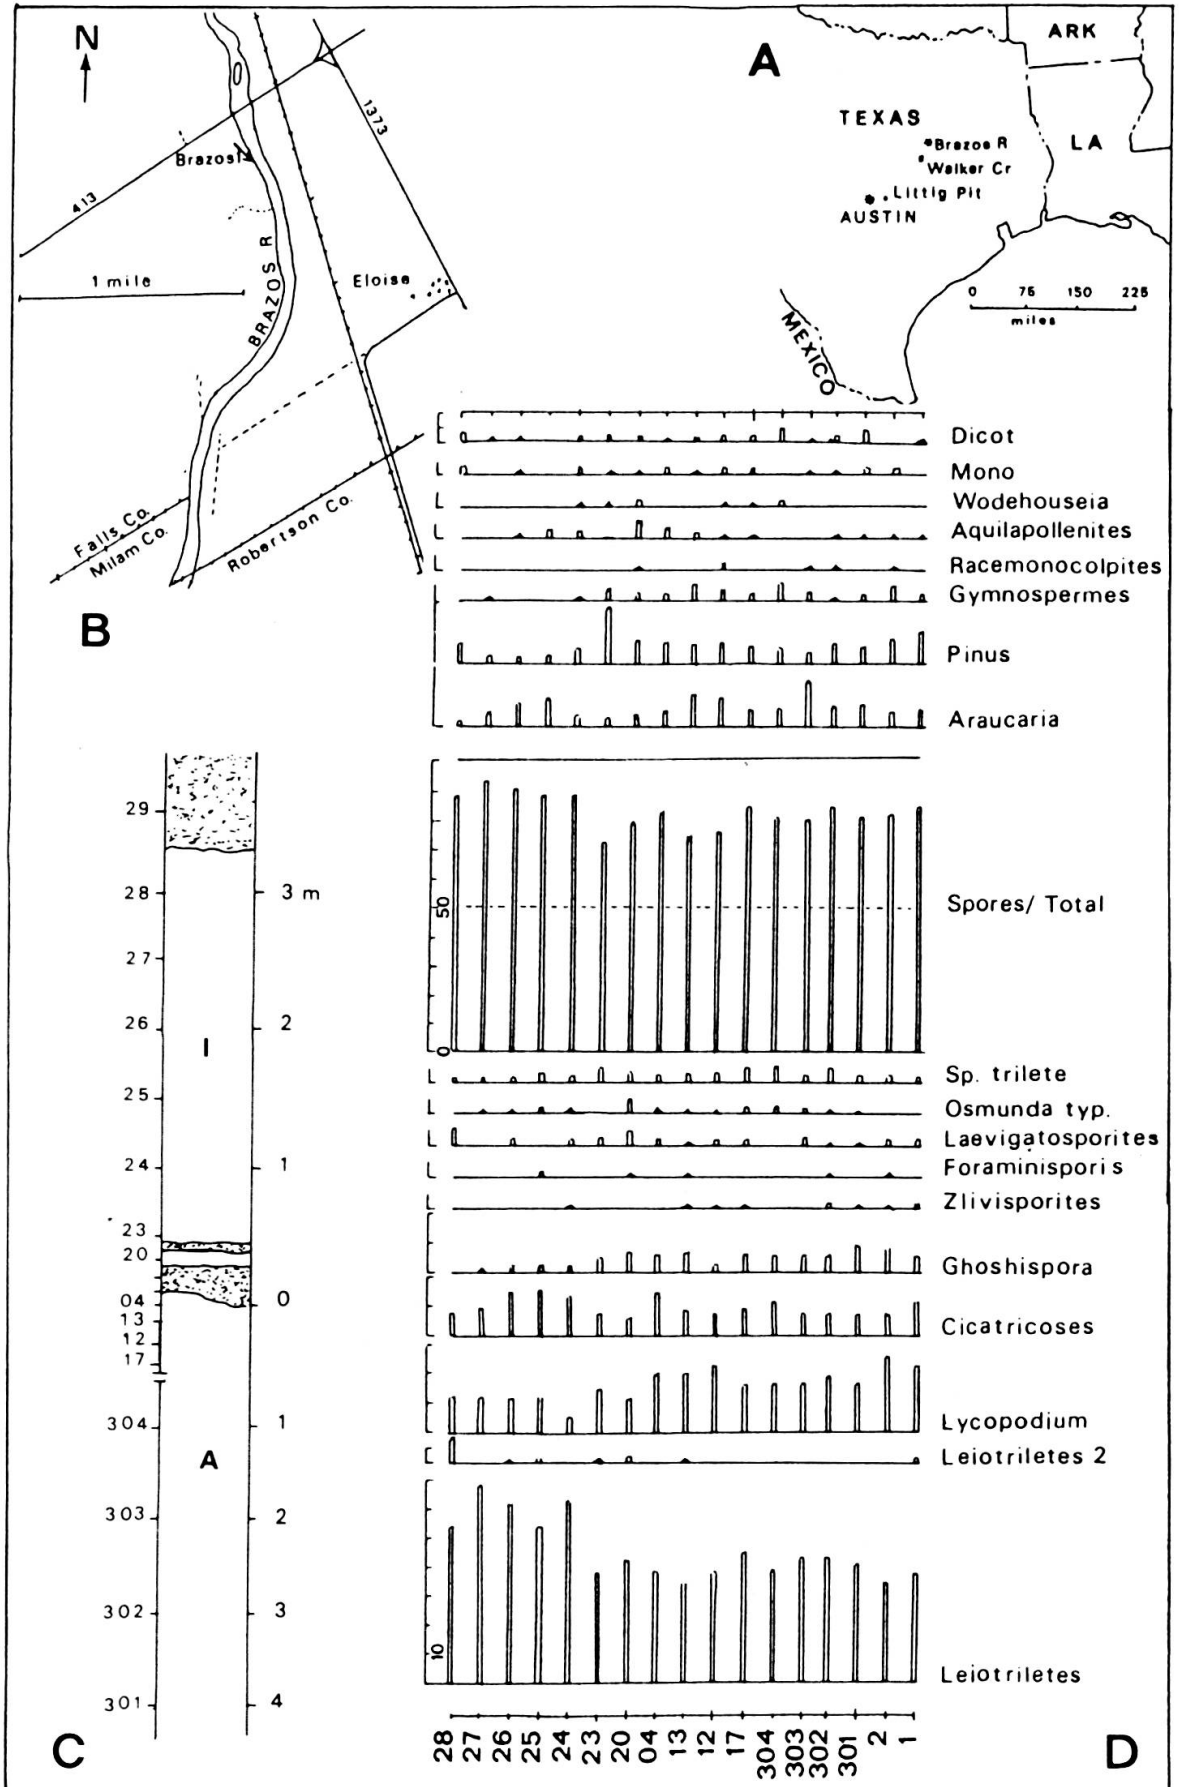 N
A
ARK
TEXAS
Brazos R
Walker Cr
Littig Pit
AUSTIN
LA
0 75 150 225
miles
MEXICO
1373
Brazos I
413
1 mile
BRAZOS R
Eloise
Falls Co.
Milam Co.
Robertson Co.
B
Dicot
Mono
Wodehouseia
Aquilapollenites
Racemonocolpites
Gymnospermes
Pinus
Araucaria
50
0
Spores/ Total
Sp. trilete
Osmunda typ.
Laevigatosporites
Foraminisporis
Zlivisporites
Ghoshispora
Cicatricoses
Lycopodium
Leiotriletes 2
10
Leiotriletes
28 27 26 25 24 23 20 04 13 12 17 304 303 302 301 2 1
D
29
28
27
26
25
24
23
20
04
13
12
17
304
303
302
301
I
A
3 m
2
1
0
1
2
3
4
C